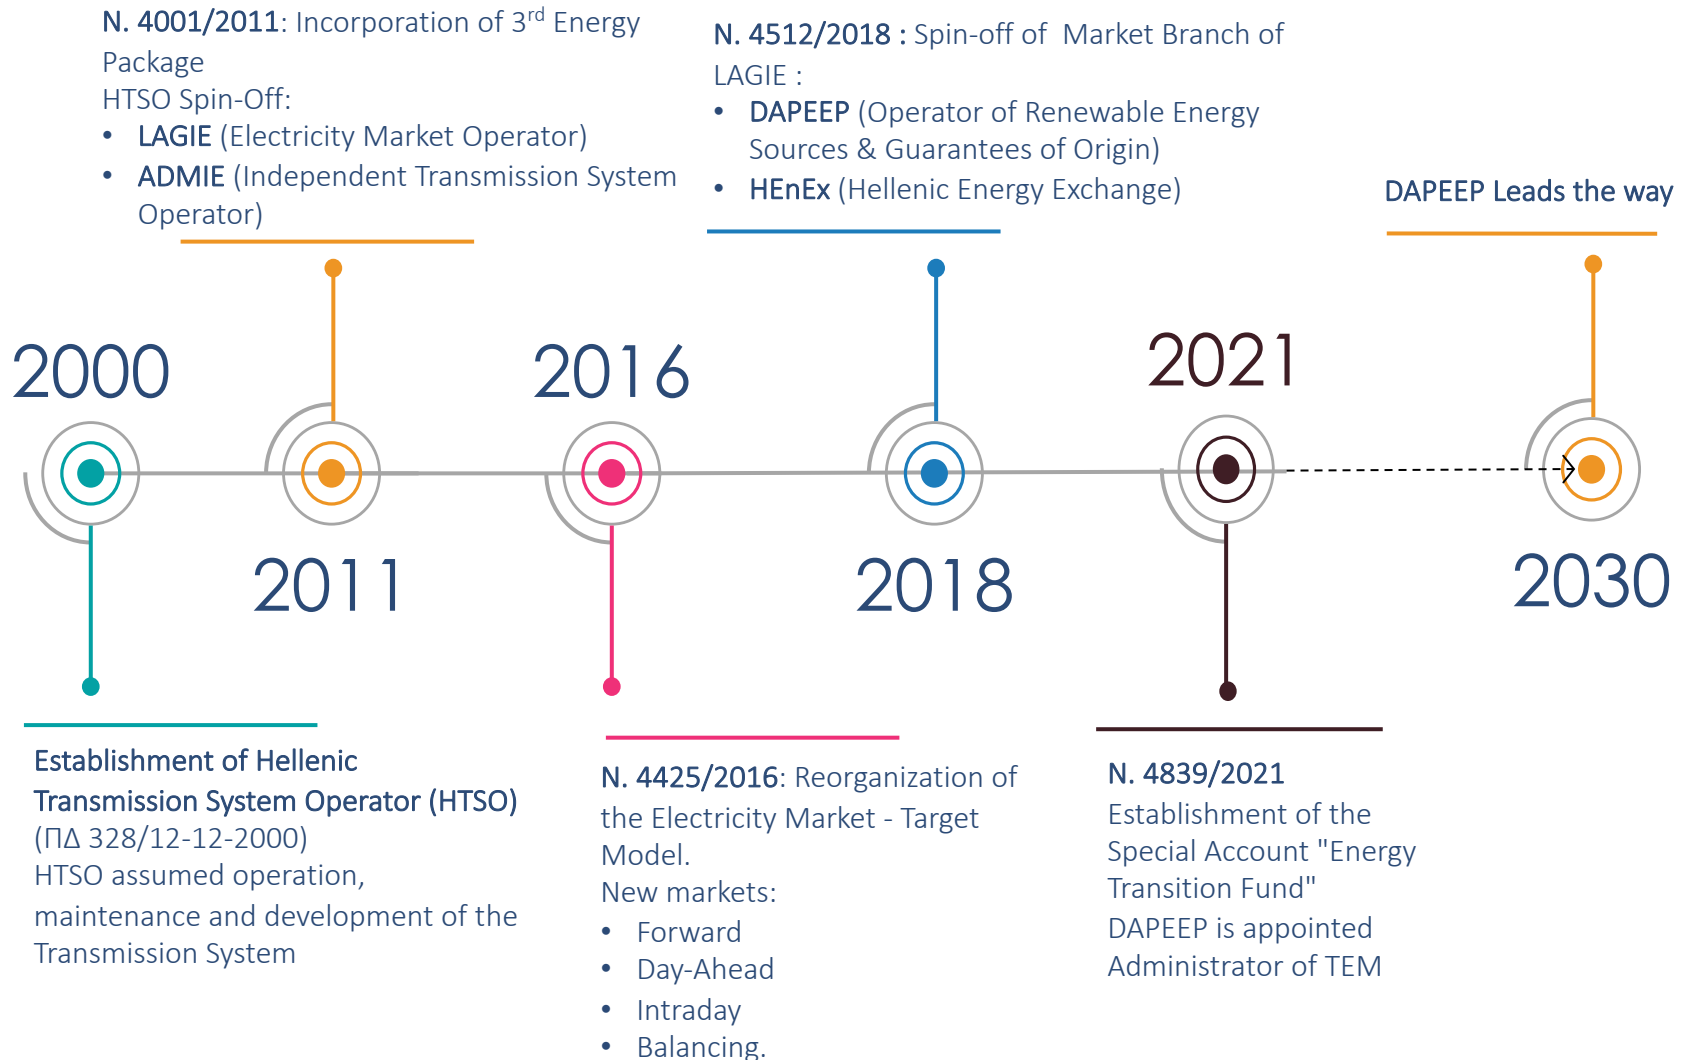 N. 4001/2011: Incorporation of 3rd Energy
Package
HTSO Spin-Off:
• LAGIE (Electricity Market Operator)
• ADMIE (Independent Transmission System
Operator)
N. 4512/2018 : Spin-off of Market Branch of
LAGIE :
• DAPEEP (Operator of Renewable Energy
Sources & Guarantees of Origin)
• HEnEx (Hellenic Energy Exchange)
DAPEEP Leads the way
2000
2016
2021
2011
2018
2030
Establishment of Hellenic
Transmission System Operator (HTSO)
(ΠΔ 328/12-12-2000)
HTSO assumed operation,
maintenance and development of the
Transmission System
N. 4425/2016: Reorganization of
the Electricity Market - Target
Model.
New markets:
• Forward
• Day-Ahead
• Intraday
• Balancing.
N. 4839/2021
Establishment of the
Special Account "Energy
Transition Fund"
DAPEEP is appointed
Administrator of TEM